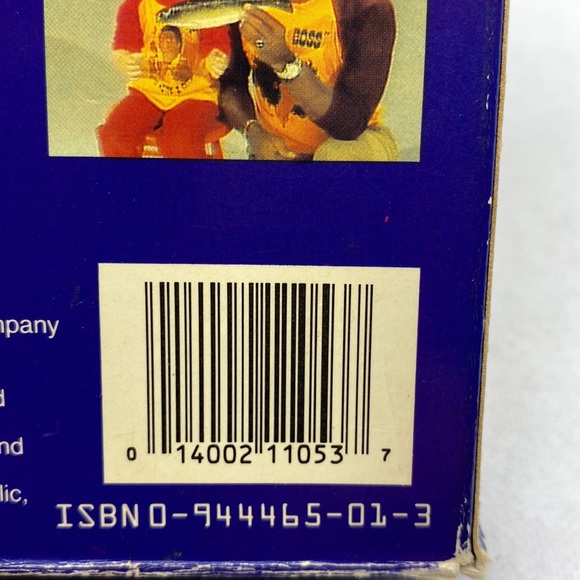 BOSS
mpany
d
nd
lic,
0 14002 11053 7
ISBN 0-944465-01-3